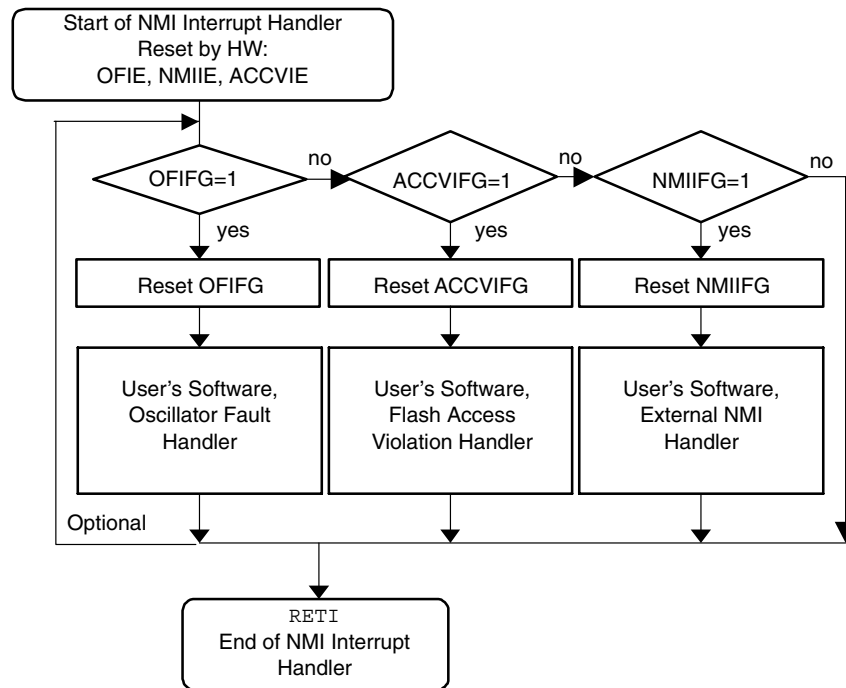 Start of NMI Interrupt Handler
Reset by HW:
OFIE, NMIIE, ACCVIE
OFIFG=1
no
ACCVIFG=1
no
NMIIFG=1
no
yes
yes
yes
Reset OFIFG
Reset ACCVIFG
Reset NMIIFG
User's Software,
Oscillator Fault
Handler
User's Software,
Flash Access
Violation Handler
User's Software,
External NMI
Handler
Optional
RETI
End of NMI Interrupt
Handler